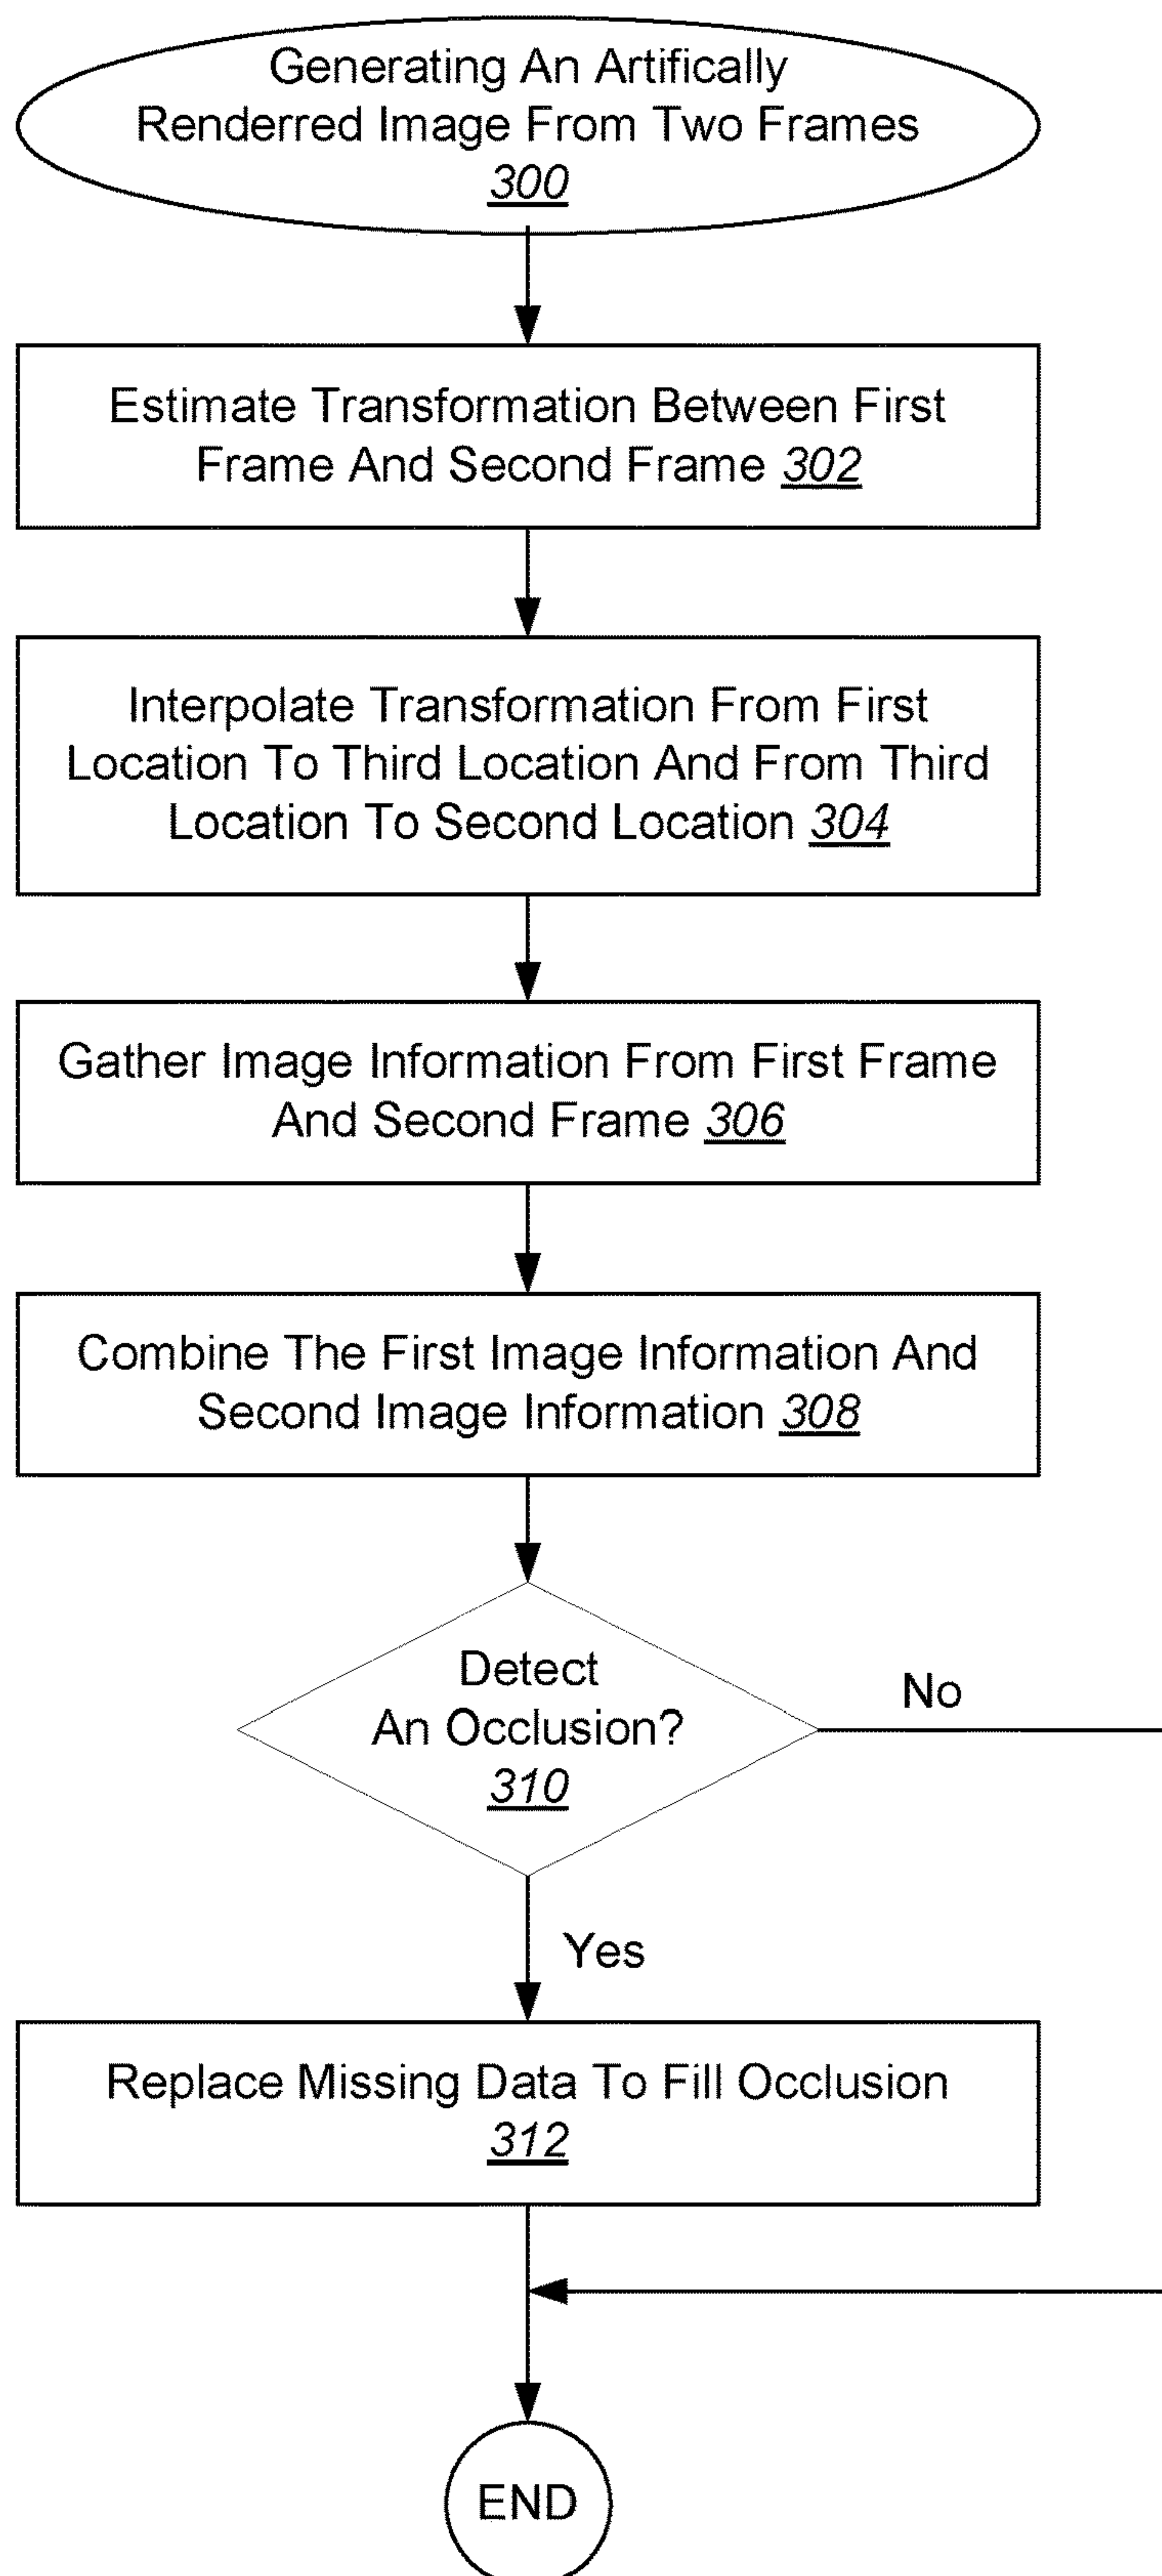 Generating An Artifically
Renderred Image From Two Frames
300
Estimate Transformation Between First
Frame And Second Frame 302
Interpolate Transformation From First
Location To Third Location And From Third
Location To Second Location 304
Gather Image Information From First Frame
And Second Frame 306
Combine The First Image Information And
Second Image Information 308
Detect
An Occlusion?
310
No
Yes
Replace Missing Data To Fill Occlusion
312
END